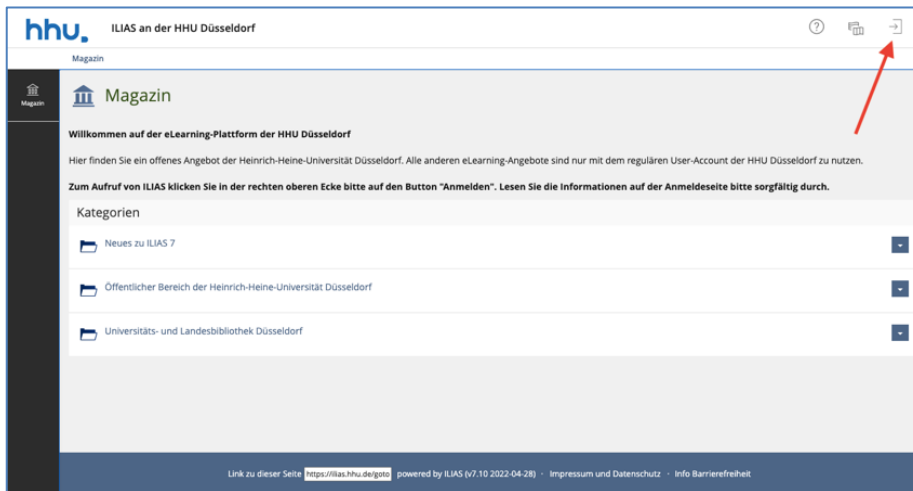 hhu.
ILIAS an der HHU Düsseldorf
Magazin
Magazin
Magazin
Willkommen auf der eLearning-Plattform der HHU Düsseldorf
Hier finden Sie ein offenes Angebot der Heinrich-Heine-Universität Düsseldorf. Alle anderen eLearning-Angebote sind nur mit dem regulären User-Account der HHU Düsseldorf zu nutzen.
Zum Aufruf von ILIAS klicken Sie in der rechten oberen Ecke bitte auf den Button "Anmelden". Lesen Sie die Informationen auf der Anmeldeseite bitte sorgfältig durch.
Kategorien
Neues zu ILIAS 7
Öffentlicher Bereich der Heinrich-Heine-Universität Düsseldorf
Universitäts- und Landesbibliothek Düsseldorf
Link zu dieser Seite https://ilias.hhu.de/goto powered by ILIAS (v7.10 2022-04-28) · Impressum und Datenschutz · Info Barrierefreiheit